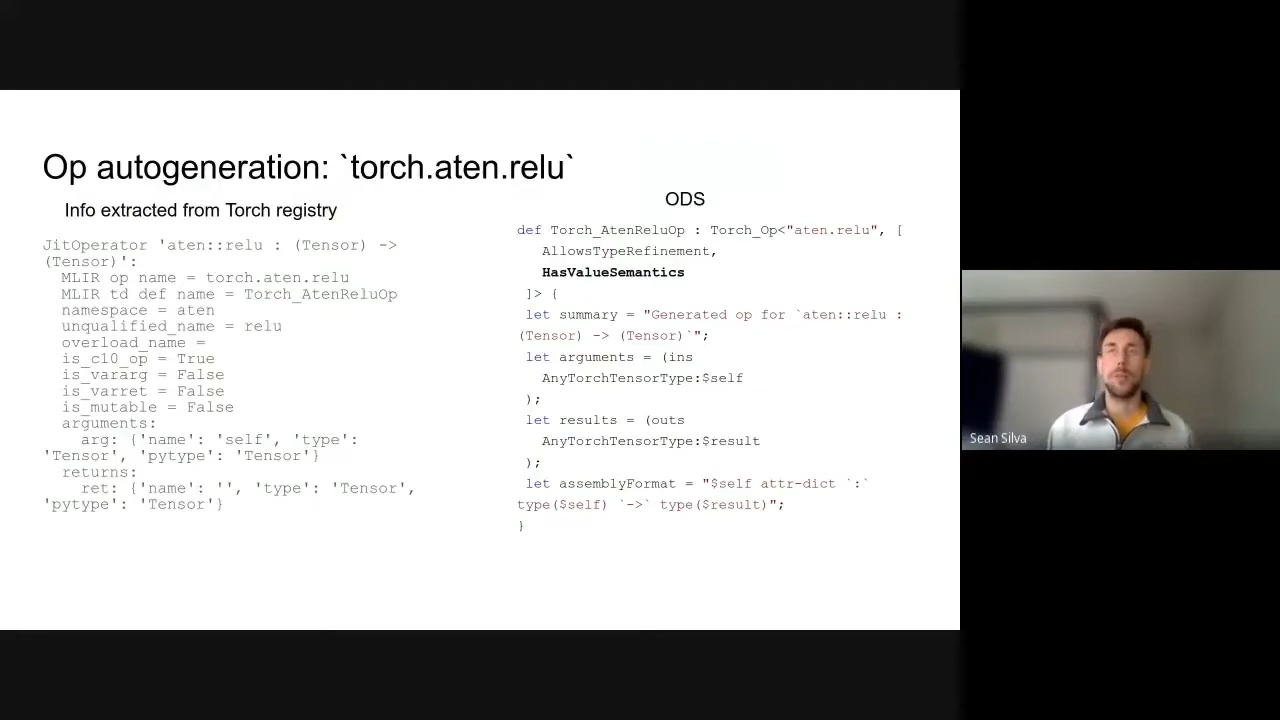 Op autogeneration: `torch.aten.relu`
Info extracted from Torch registry
JitOperator 'aten::relu : (Tensor) ->
(Tensor)':
MLIR op name = torch.aten.relu
MLIR td def name = Torch_AtenReluOp
namespace = aten
unqualified_name = relu
overload_name =
is_c10_op = True
is_vararg = False
is_varret = False
is_mutable = False
arguments:
arg: {'name': 'self', 'type':
'Tensor', 'pytype': 'Tensor'}
returns:
ret: {'name': '', 'type': 'Tensor',
'pytype': 'Tensor'}
ODS
def Torch_AtenReluOp : Torch_Op<"aten.relu", [
AllowsTypeRefinement,
HasValueSemantics
]> {
let summary = "Generated op for `aten::relu :
(Tensor) -> (Tensor)`";
let arguments = (ins
AnyTorchTensorType:$self
);
let results = (outs
AnyTorchTensorType:$result
);
let assemblyFormat = "$self attr-dict `:`
type($self) `->` type($result)";
}
Sean Silva